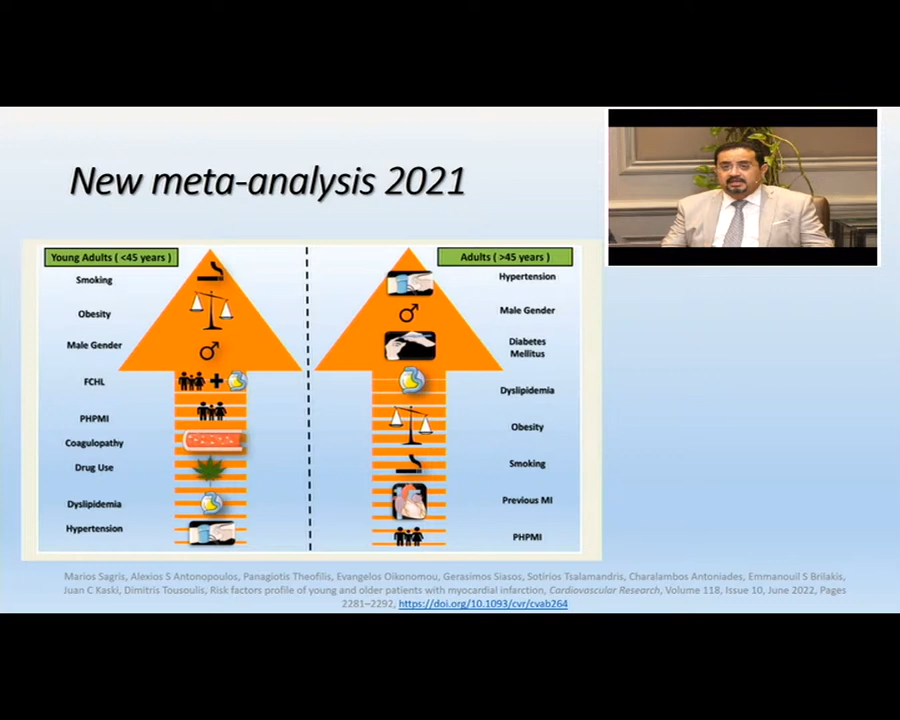 New meta-analysis 2021
Young Adults ( <45 years )
Smoking
Obesity
Male Gender
FCHL
PHPMI
Coagulopathy
Drug Use
Dyslipidemia
Hypertension
Adults ( >45 years )
Hypertension
Male Gender
Diabetes
Mellitus
Dyslipidemia
Obesity
Smoking
Previous MI
PHPMI
Marios Sagris, Alexios S Antonopoulos, Panagiotis Theofilis, Evangelos Oikonomou, Gerasimos Siasos, Sotirios Tsalamandris, Charalambos Antoniades, Emmanouil S Brilakis,
Juan C Kaski, Dimitris Tousoulis, Risk factors profile of young and older patients with myocardial infarction, Cardiovascular Research, Volume 118, Issue 10, June 2022, Pages
2281–2292, https://doi.org/10.1093/cvr/cvab264